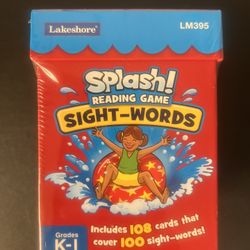 Lakeshore
LM395
Splash!
READING GAME
SIGHT-WORDS
Includes 108 cards that
cover 100 sight-words!
Grades
K-1